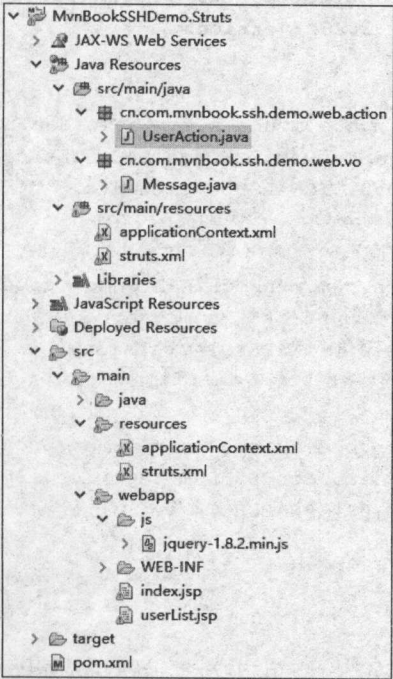 MvnBookSSHDemo.Struts
JAX-WS Web Services
Java Resources
src/main/java
cn.com.mvnbook.ssh.demo.web.action
UserAction.java
cn.com.mvnbook.ssh.demo.web.vo
Message.java
src/main/resources
applicationContext.xml
struts.xml
Libraries
JavaScript Resources
Deployed Resources
src
main
java
resources
applicationContext.xml
struts.xml
webapp
js
jquery-1.8.2.min.js
WEB-INF
index.jsp
userList.jsp
target
pom.xml